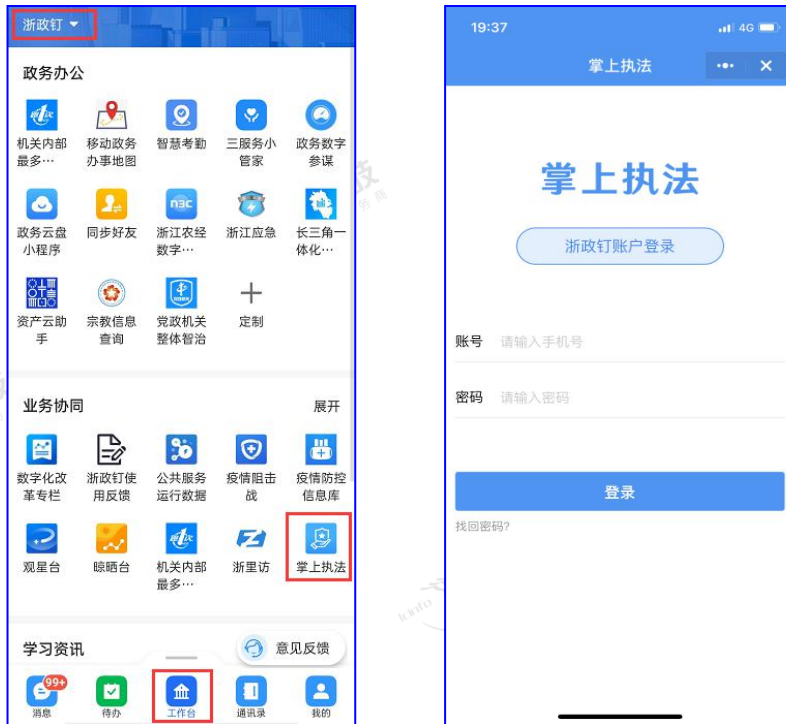 浙政钉
政务办公
机关内部
最多…
移动政务
办事地图
智慧考勤
三服务小
管家
政务数字
参谋
政务云盘
小程序
同步好友
浙江农经
数字…
浙江应急
长三角一
体化…
资产云助
手
宗教信息
查询
党政机关
整体智治
定制
业务协同
展开
数字化改
革专栏
浙政钉使
用反馈
公共服务
运行数据
疫情阻击
战
疫情防控
信息库
观星台
晾晒台
机关内部
最多…
浙里访
掌上执法
学习资讯
意见反馈
99+
消息
待办
工作台
通讯录
我的
19:37
4G
掌上执法
掌上执法
浙政钉账户登录
账号 请输入手机号
密码 请输入密码
登录
找回密码?